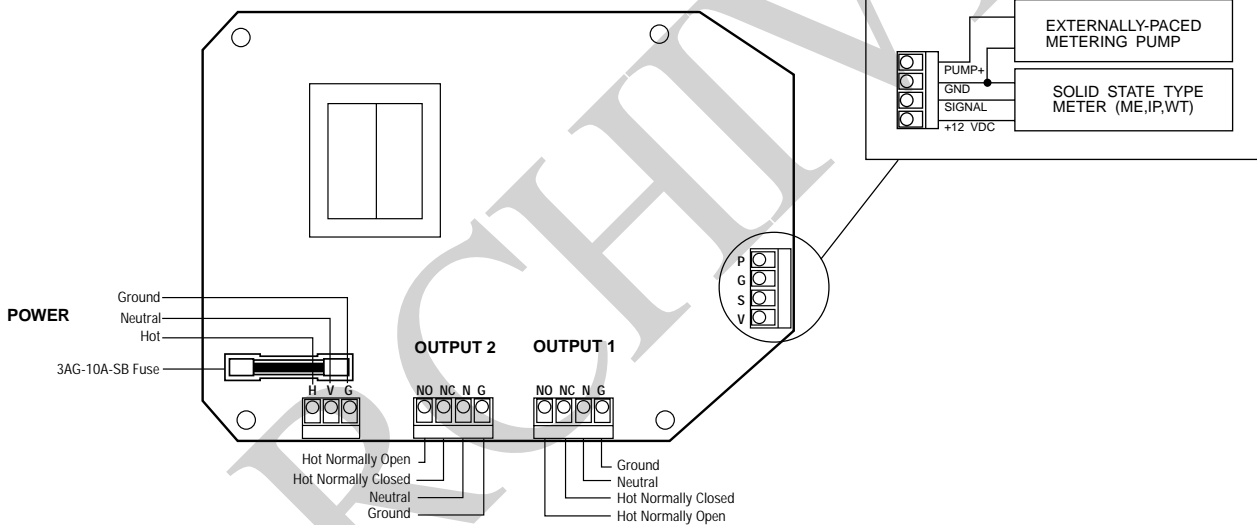 EXTERNALLY-PACED
METERING PUMP
PUMP+
GND
SIGNAL
+12 VDC
SOLID STATE TYPE
METER (ME,IP,WT)
P
G
S
V
POWER
Ground
Neutral
Hot
3AG-10A-SB Fuse
H V G
OUTPUT 2
NO NC N G
OUTPUT 1
NO NC N G
Hot Normally Open
Hot Normally Closed
Neutral
Ground
Ground
Neutral
Hot Normally Closed
Hot Normally Open